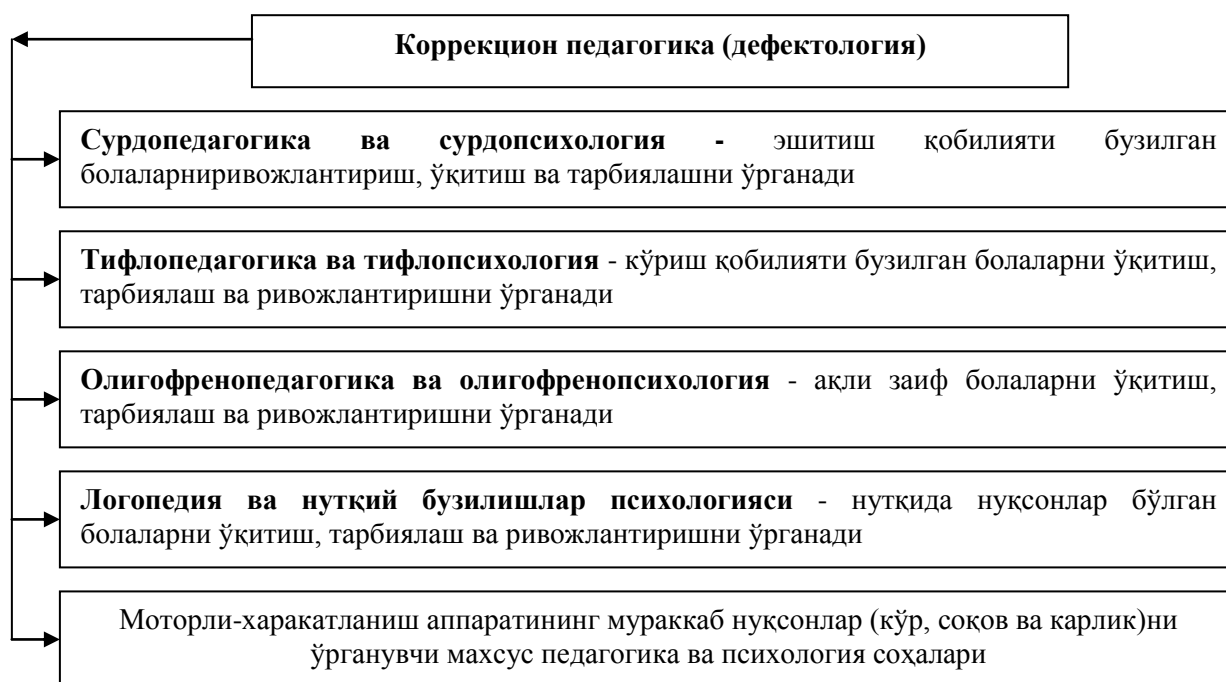 Коррекцион педагогика (дефектология)
Сурдопедагогика ва сурдопсихология - эшитиш қобилияти бузилган
болаларниривожлантириш, ўқитиш ва тарбиялашни ўрганади
Тифлопедагогика ва тифлопсихология - кўриш қобилияти бузилган болаларни ўқитиш,
тарбиялаш ва ривожлантиришни ўрганади
Олигофренопедагогика ва олигофренопсихология - ақли заиф болаларни ўқитиш,
тарбиялаш ва ривожлантиришни ўрганади
Логопедия ва нутқий бузилишлар психологияси - нутқида нуқсонлар бўлган
болаларни ўқитиш, тарбиялаш ва ривожлантиришни ўрганади
Моторли-харакатланиш аппаратининг мураккаб нуқсонлар (кўр, соқов ва карлик)ни
ўрганувчи махсус педагогика ва психология соҳалари